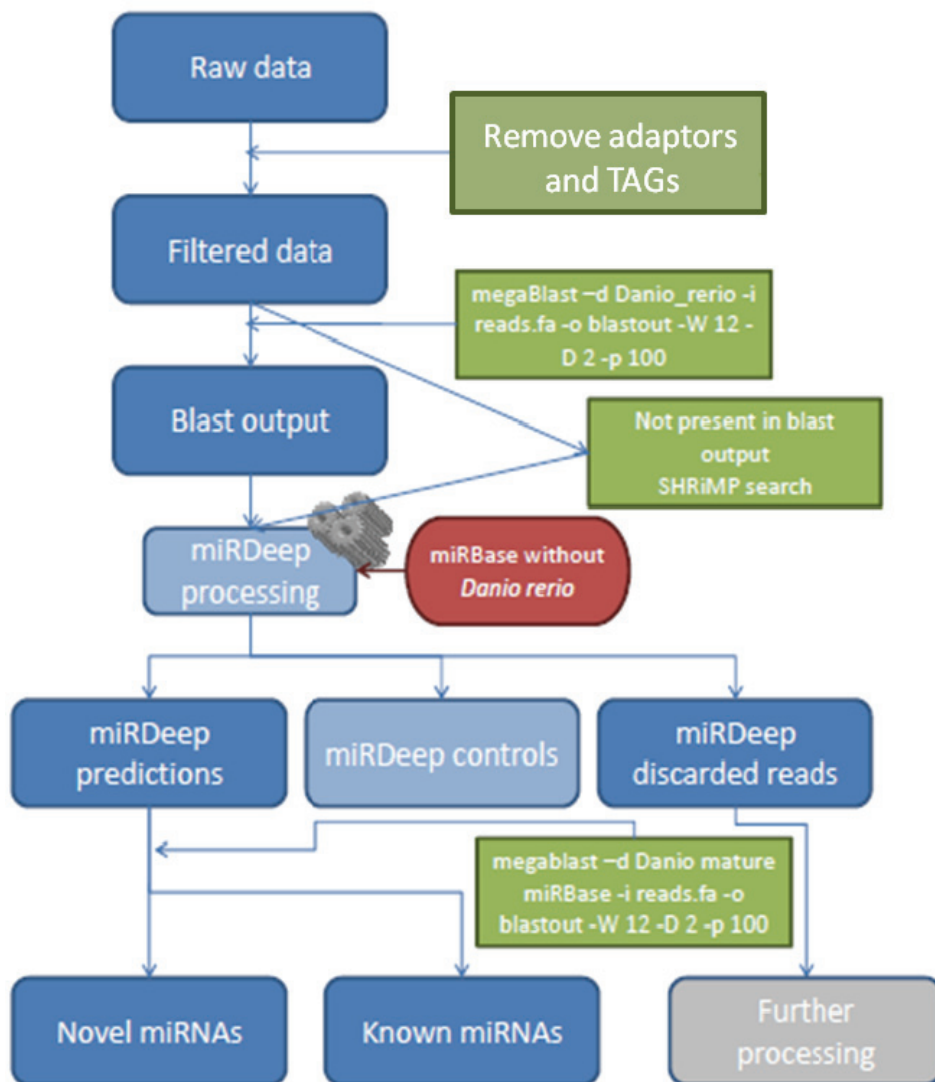 Raw data
Remove adaptors
and TAGs
Filtered data
megaBlast –d Danio_rerio -i
reads.fa -o blastout -W 12 -
D 2 -p 100
Blast output
Not present in blast
output
SHRiMP search
miRDeep
processing
miRBase without
Danio rerio
miRDeep
predictions
miRDeep controls
miRDeep
discarded reads
megablast –d Danio mature
miRBase -i reads.fa -o
blastout -W 12 -D 2 -p 100
Novel miRNAs
Known miRNAs
Further
processing